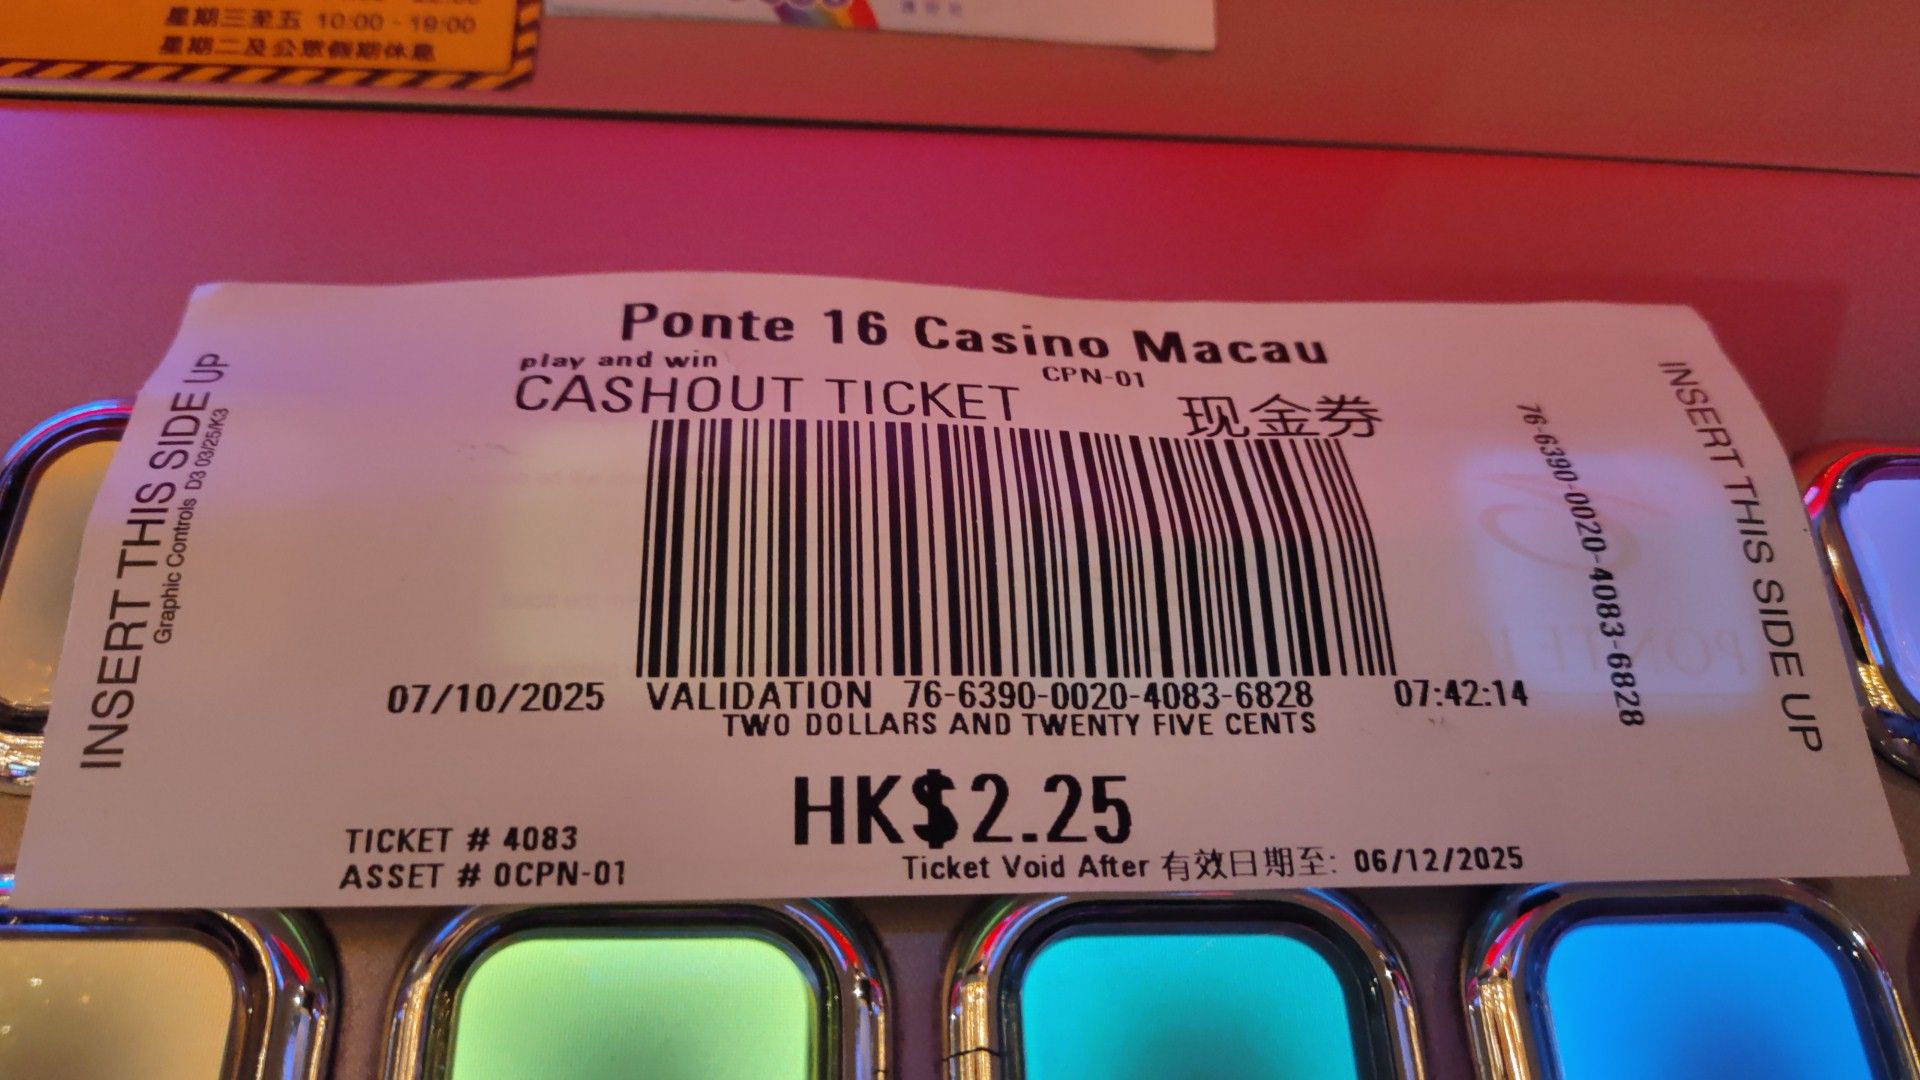 星期三至五 10:00 - 19:00
星期二及公眾假期休息
Ponte 16 Casino Macau
play and win
CPN-01
CASHOUT TICKET
现金券
INSERT THIS SIDE UP
Graphic Controls D3 03/25/K3
76-6390-0020-4083-6828
INSERT THIS SIDE UP
07/10/2025 VALIDATION 76-6390-0020-4083-6828 07:42:14
TWO DOLLARS AND TWENTY FIVE CENTS
HK$2.25
TICKET # 4083
ASSET # 0CPN-01
Ticket Void After 有效日期至: 06/12/2025